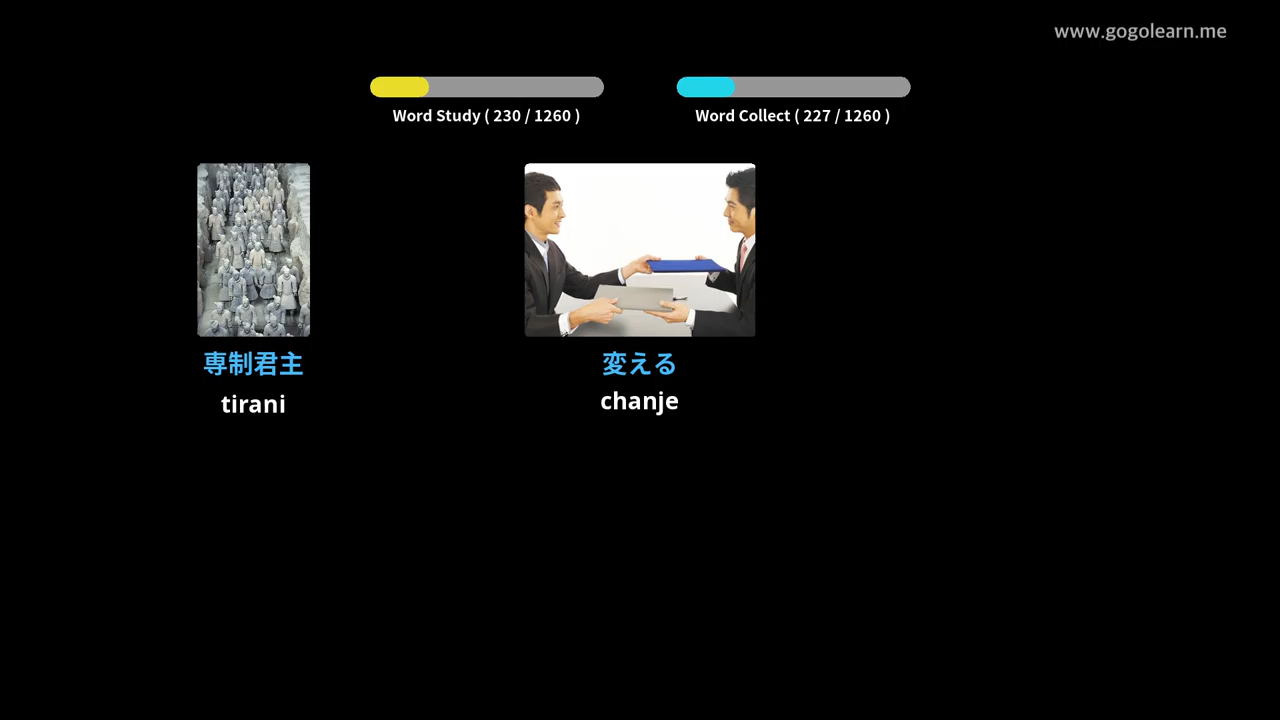 www.gogolearn.me
Word Study ( 230 / 1260 )
Word Collect ( 227 / 1260 )
専制君主
tirani
変える
chanje